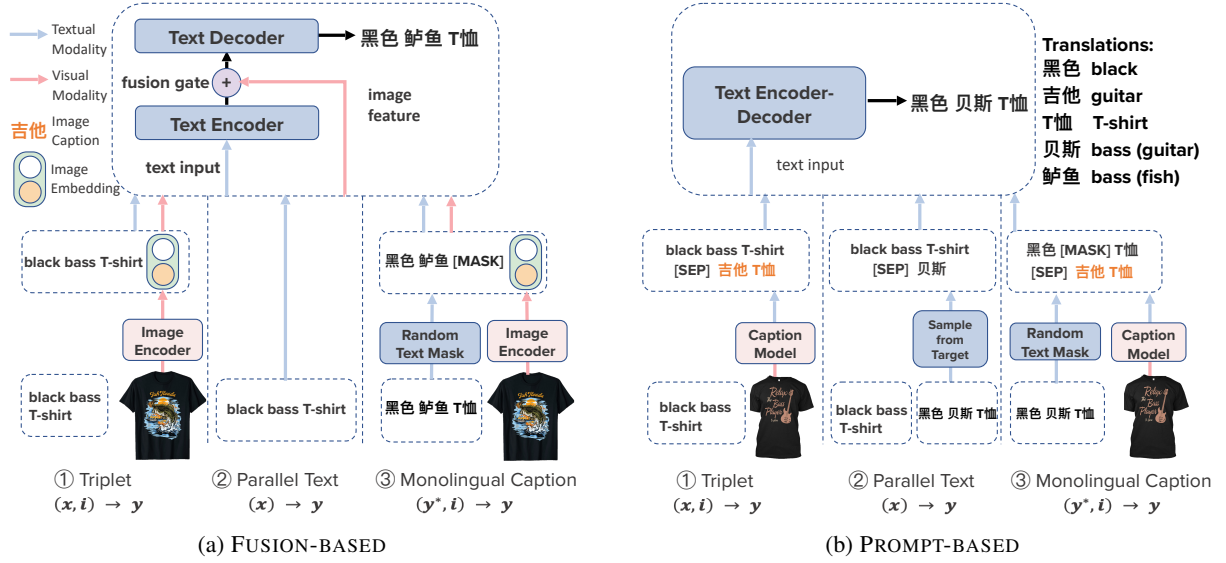 Textual
Modality
Visual
Modality
吉他 Image
Caption
Image
Embedding
Text Decoder
黑色 鲈鱼 T恤
fusion gate
+
Text Encoder
image
feature
text input
black bass T-shirt
黑色 鲈鱼 [MASK]
Image
Encoder
Random
Text Mask
Image
Encoder
black bass
T-shirt
black bass T-shirt
黑色 鲈鱼 T恤
① Triplet
(x, i) → y
② Parallel Text
(x) → y
③ Monolingual Caption
(y*, i) → y
(a) FUSION-BASED
Text Encoder-
Decoder
黑色 贝斯 T恤
text input
Translations:
黑色 black
吉他 guitar
T恤 T-shirt
贝斯 bass (guitar)
鲈鱼 bass (fish)
black bass T-shirt
[SEP] 吉他 T恤
black bass T-shirt
[SEP] 贝斯
黑色 [MASK] T恤
[SEP] 吉他 T恤
Caption
Model
Sample
from
Target
Random
Text Mask
Caption
Model
black bass
T-shirt
Relax
The
Bass
Player
black bass
T-shirt
黑色 贝斯 T恤
黑色 贝斯 T恤
Relax
The
Bass
Player
① Triplet
(x, i) → y
② Parallel Text
(x) → y
③ Monolingual Caption
(y*, i) → y
(b) PROMPT-BASED